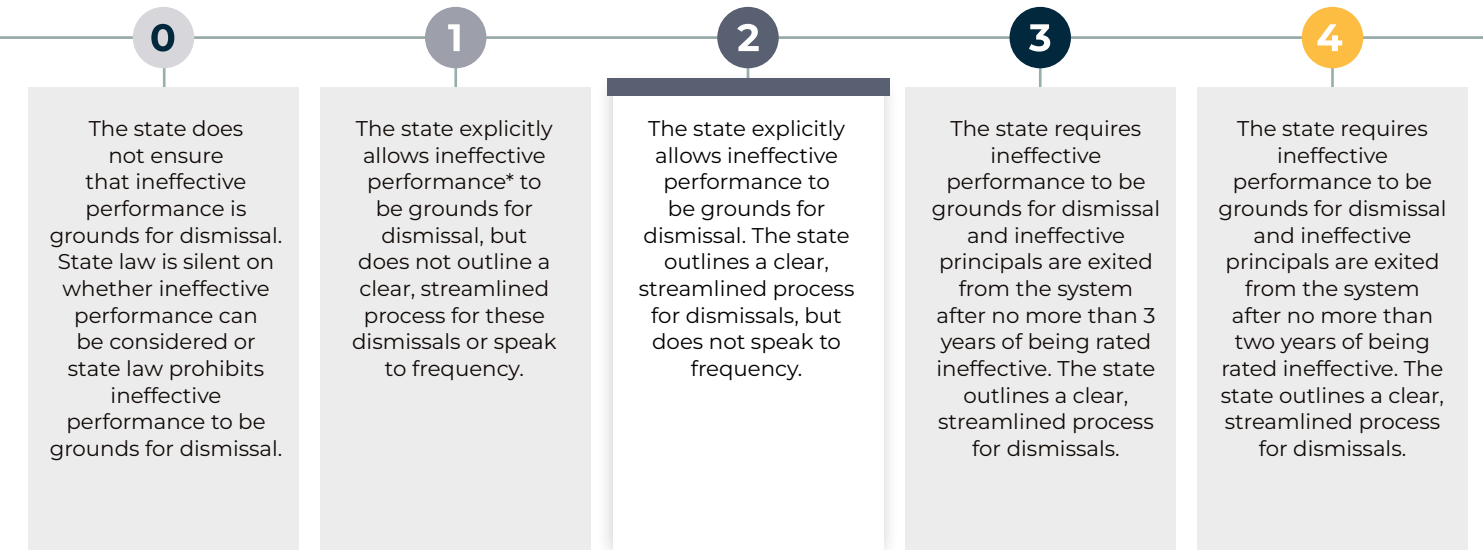 0
The state does
not ensure
that ineffective
performance is
grounds for dismissal.
State law is silent on
whether ineffective
performance can
be considered or
state law prohibits
ineffective
performance to be
grounds for dismissal.
1
The state explicitly
allows ineffective
performance* to
be grounds for
dismissal, but
does not outline a
clear, streamlined
process for these
dismissals or speak
to frequency.
2
The state explicitly
allows ineffective
performance to
be grounds for
dismissal. The state
outlines a clear,
streamlined process
for dismissals, but
does not speak to
frequency.
3
The state requires
ineffective
performance to be
grounds for dismissal
and ineffective
principals are exited
from the system
after no more than 3
years of being rated
ineffective. The state
outlines a clear,
streamlined process
for dismissals.
4
The state requires
ineffective
performance to be
grounds for dismissal
and ineffective
principals are exited
from the system
after no more than
two years of being
rated ineffective. The
state outlines a clear,
streamlined process
for dismissals.